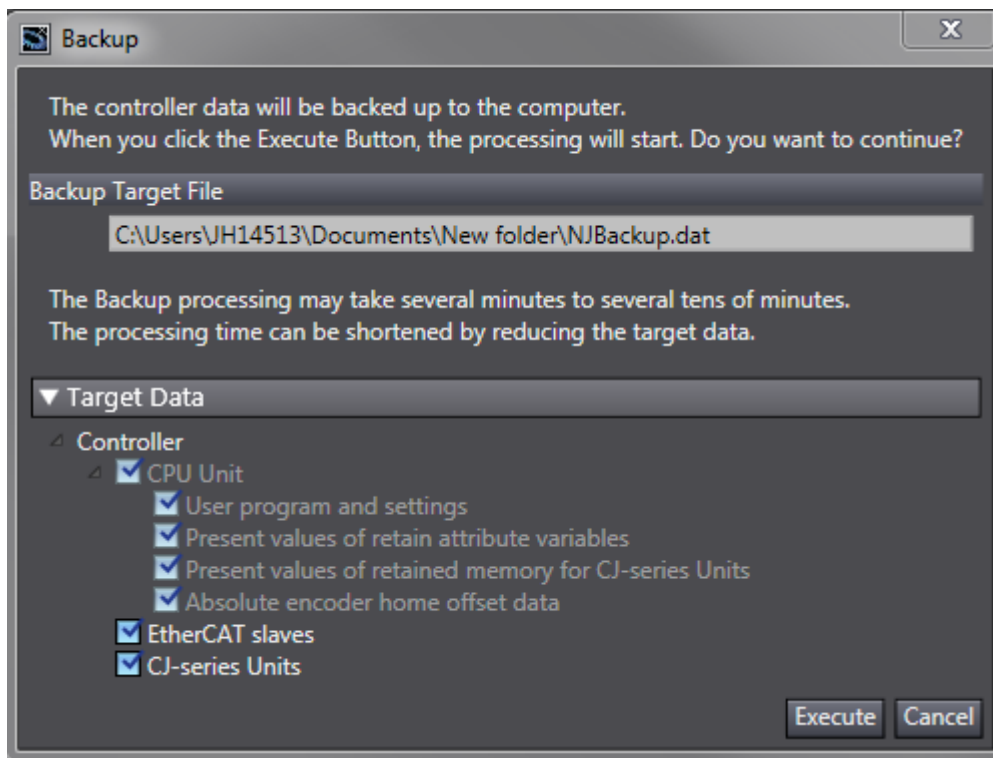 Backup
The controller data will be backed up to the computer.
When you click the Execute Button, the processing will start. Do you want to continue?
Backup Target File
C:\Users\JH14513\Documents\New folder\NJBackup.dat
The Backup processing may take several minutes to several tens of minutes.
The processing time can be shortened by reducing the target data.
Target Data
Controller
CPU Unit
User program and settings
Present values of retain attribute variables
Present values of retained memory for CJ-series Units
Absolute encoder home offset data
EtherCAT slaves
CJ-series Units
Execute Cancel